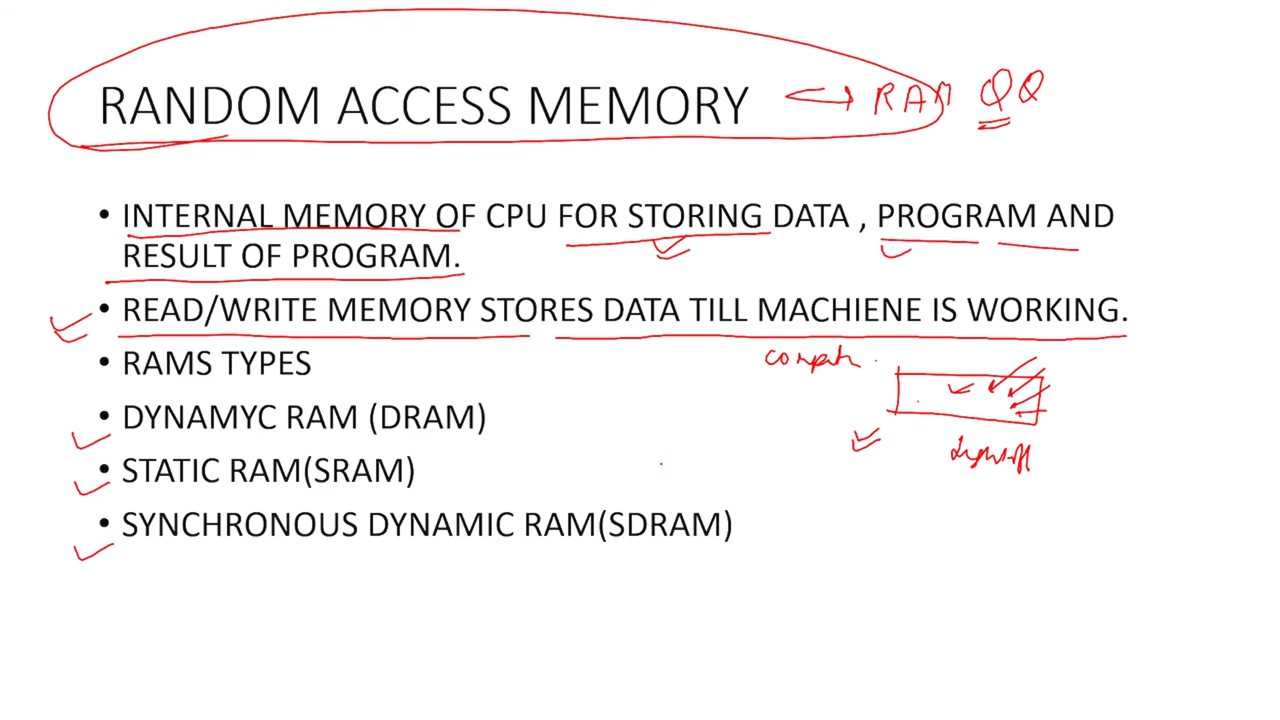 RANDOM ACCESS MEMORY RAM QQ
• INTERNAL MEMORY OF CPU FOR STORING DATA , PROGRAM AND
RESULT OF PROGRAM.
• READ/WRITE MEMORY STORES DATA TILL MACHIENE IS WORKING.
• RAMS TYPES
• DYNAMYC RAM (DRAM)
• STATIC RAM(SRAM)
• SYNCHRONOUS DYNAMIC RAM(SDRAM)